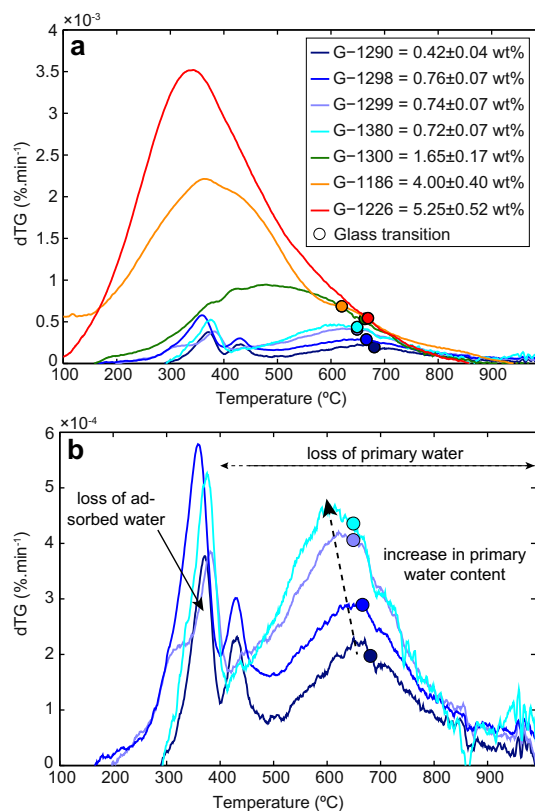 ×10⁻³
a
4
3.5
3
2.5
2
1.5
1
0.5
0
dTG (%.min⁻¹)
G−1290 = 0.42±0.04 wt%
G−1298 = 0.76±0.07 wt%
G−1299 = 0.74±0.07 wt%
G−1380 = 0.72±0.07 wt%
G−1300 = 1.65±0.17 wt%
G−1186 = 4.00±0.40 wt%
G−1226 = 5.25±0.52 wt%
Glass transition
100 200 300 400 500 600 700 800 900
Temperature (ºC)
×10⁻⁴
b
6
5
4
3
2
1
0
dTG (%.min⁻¹)
loss of primary water
loss of ad-
sorbed water
increase in primary
water content
100 200 300 400 500 600 700 800 900
Temperature (ºC)